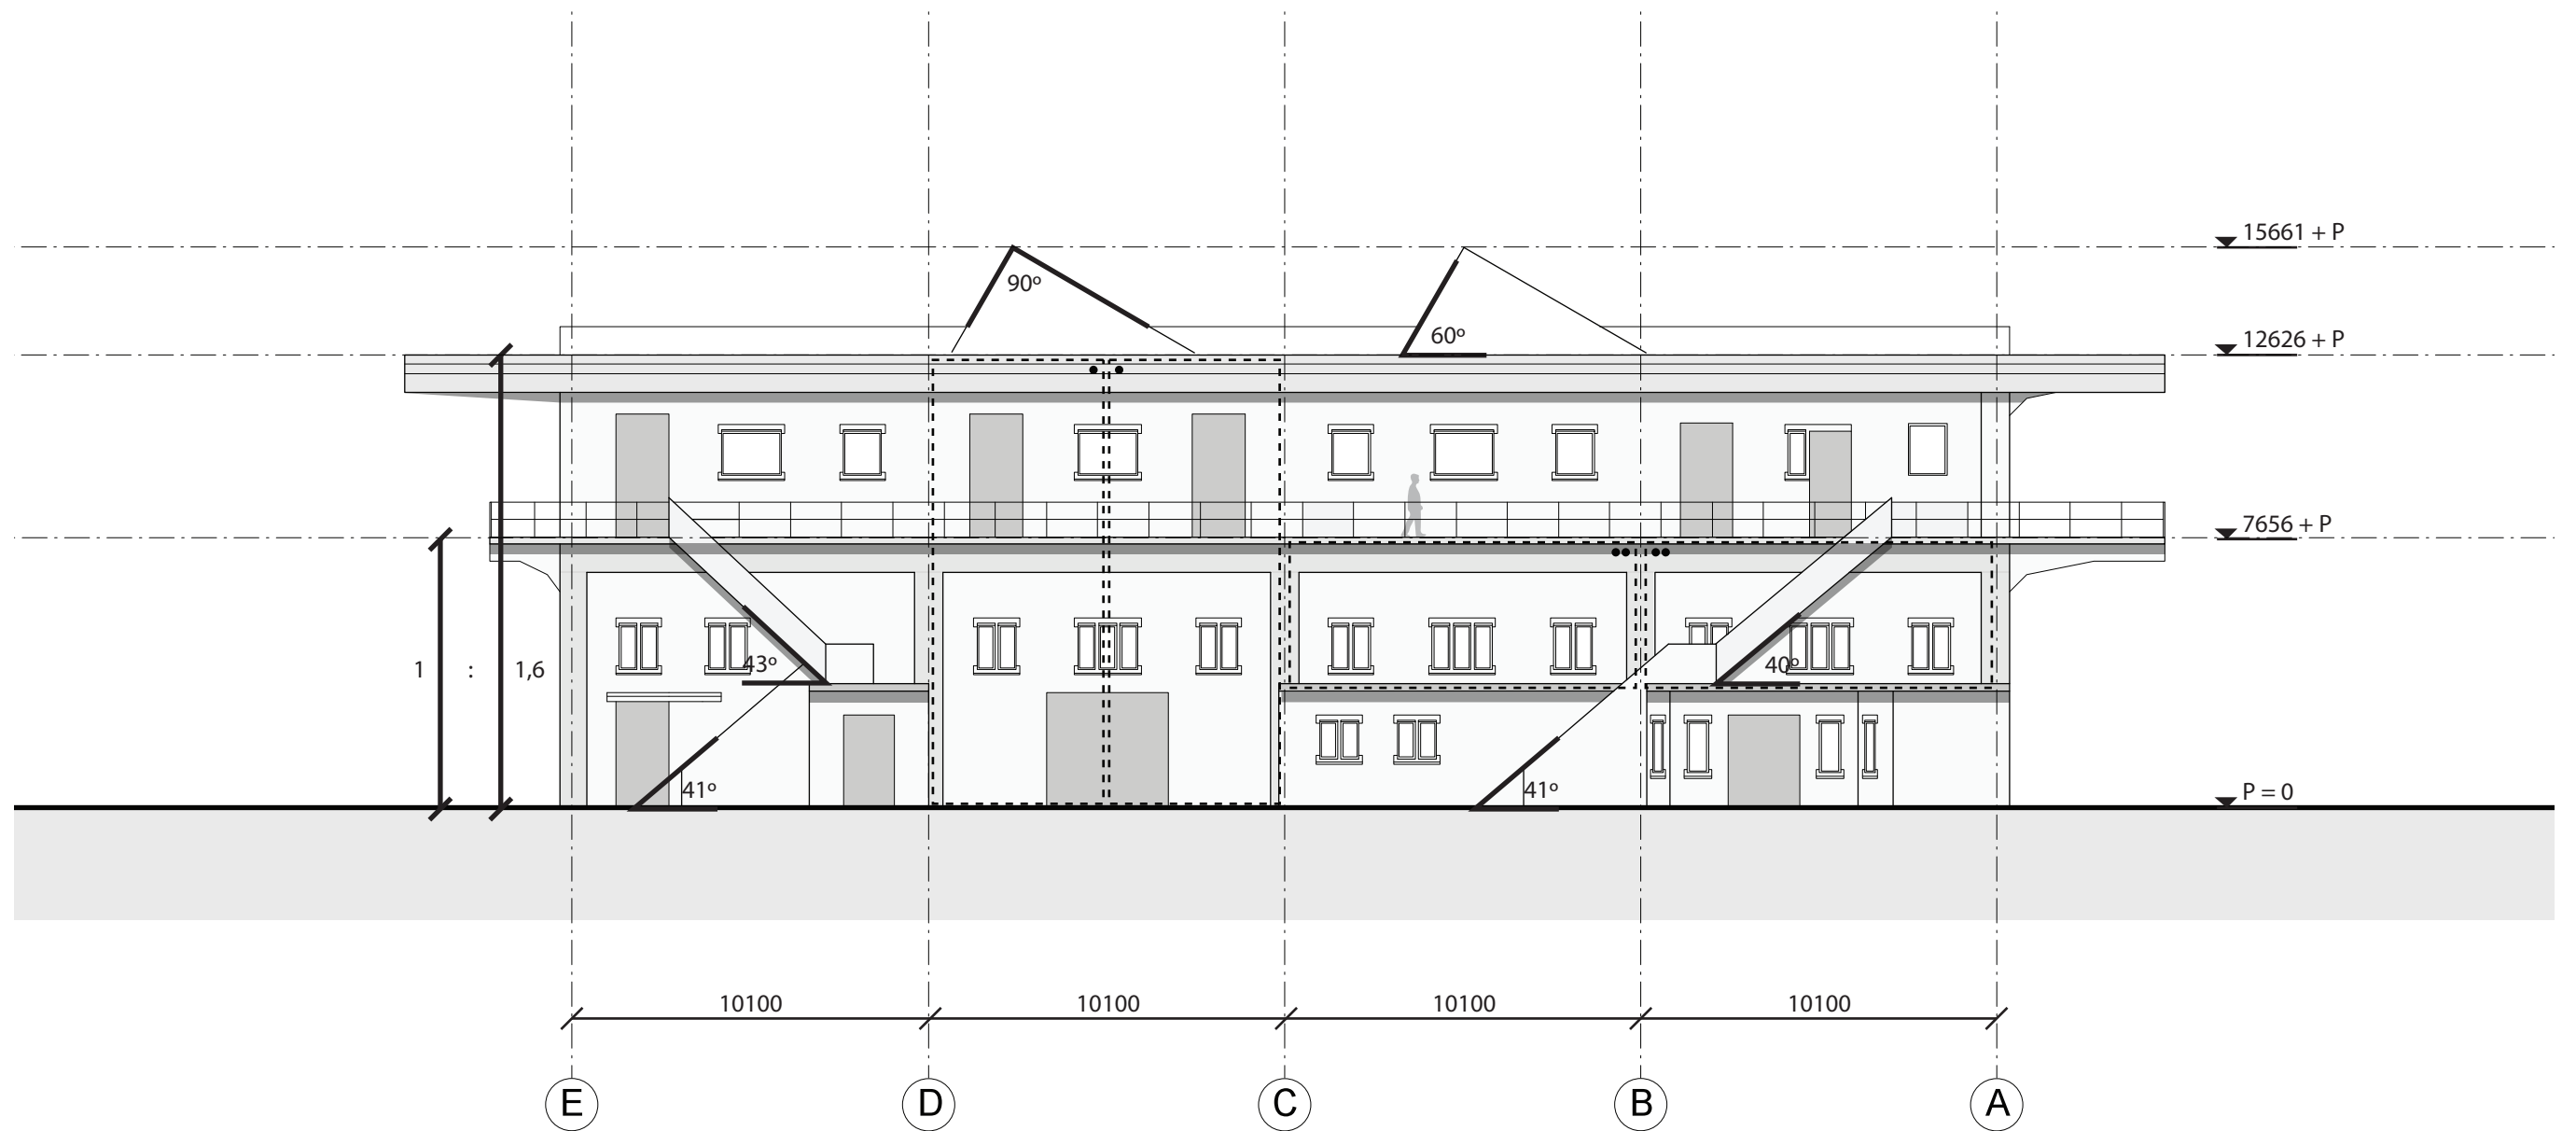 15661 + P
90º
60º
12626 + P
7656 + P
1 : 1,6
43º
40º
41º
41º
P = 0
10100 10100 10100 10100
E D C B A